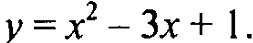 y = x² – 3x + 1.